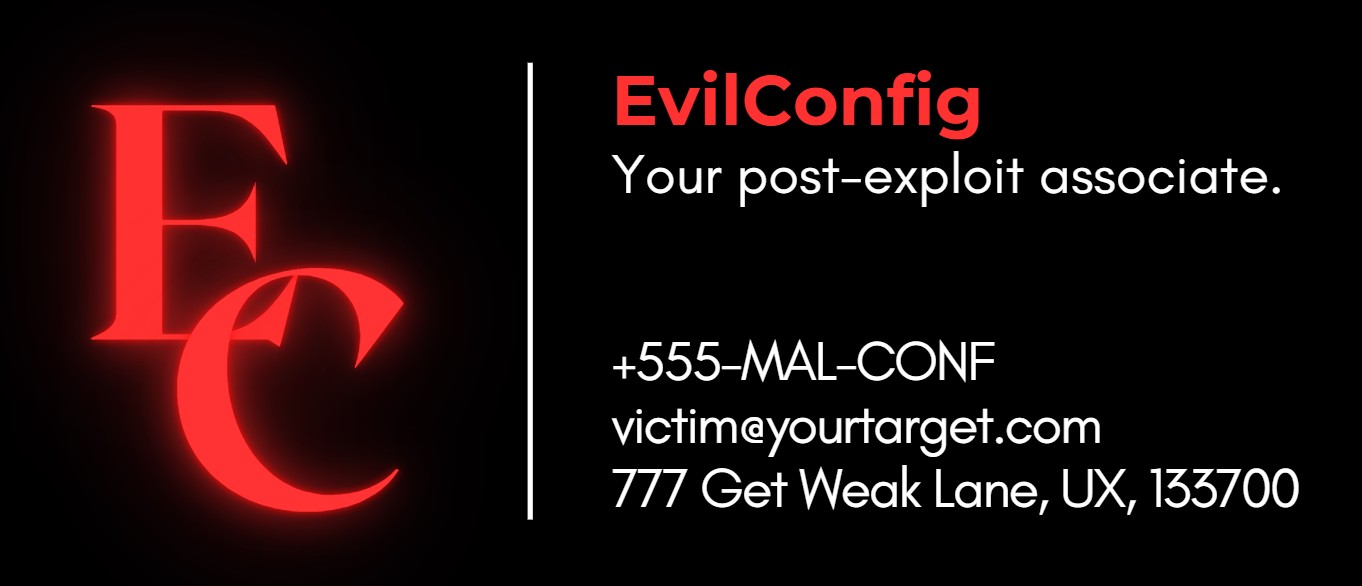 EC
EvilConfig
Your post-exploit associate.
+555-MAL-CONF
victim@yourtarget.com
777 Get Weak Lane, UX, 133700